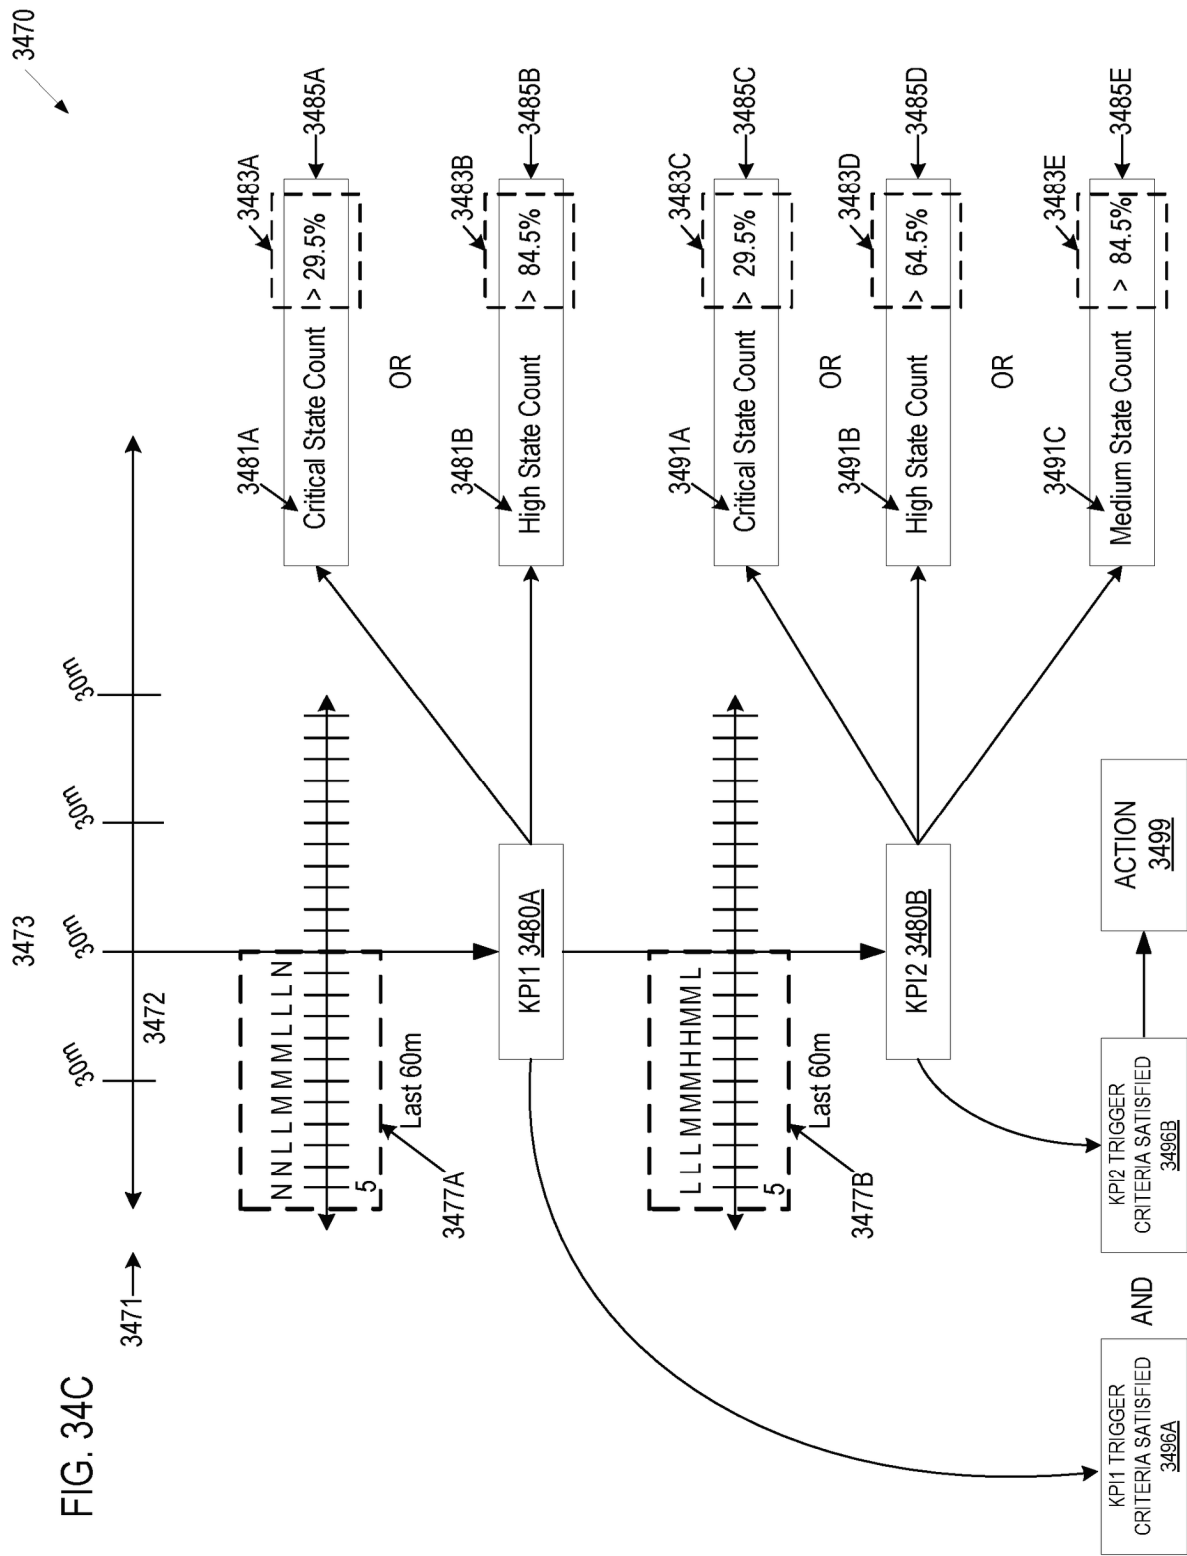 FIG. 34C
3470
3471
3472
3473
30m
30m
30m
30m
N N L L M M M M L L L N
5
Last 60m
3477A
KPI1 3480A
3481A
Critical State Count
> 29.5%
3483A
3485A
OR
3481B
High State Count
> 84.5%
3483B
3485B
L L L M M M H H M M L
5
Last 60m
3477B
KPI2 3480B
3491A
Critical State Count
> 29.5%
3483C
3485C
OR
3491B
High State Count
> 64.5%
3483D
3485D
OR
3491C
Medium State Count
> 84.5%
3483E
3485E
KPI1 TRIGGER
CRITERIA SATISFIED
3496A
AND
KPI2 TRIGGER
CRITERIA SATISFIED
3496B
ACTION
3499